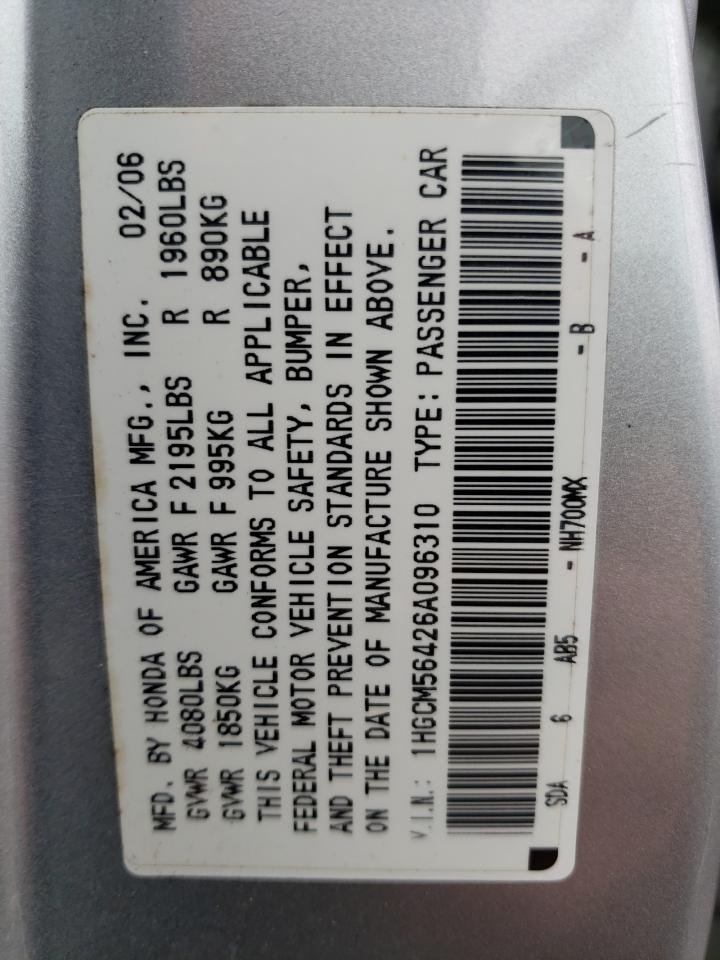 MFD. BY HONDA OF AMERICA MFG., INC. 02/06
GVWR 4080LBS GAWR F 2195LBS R 1960LBS
GVWR 1850KG GAWR F 995KG R 890KG
THIS VEHICLE CONFORMS TO ALL APPLICABLE
FEDERAL MOTOR VEHICLE SAFETY, BUMPER,
AND THEFT PREVENTION STANDARDS IN EFFECT
ON THE DATE OF MANUFACTURE SHOWN ABOVE.
V.I.N.: 1HGCM56426A096310 TYPE: PASSENGER CAR
SDA 6 AB5 - NH700MX - B - A